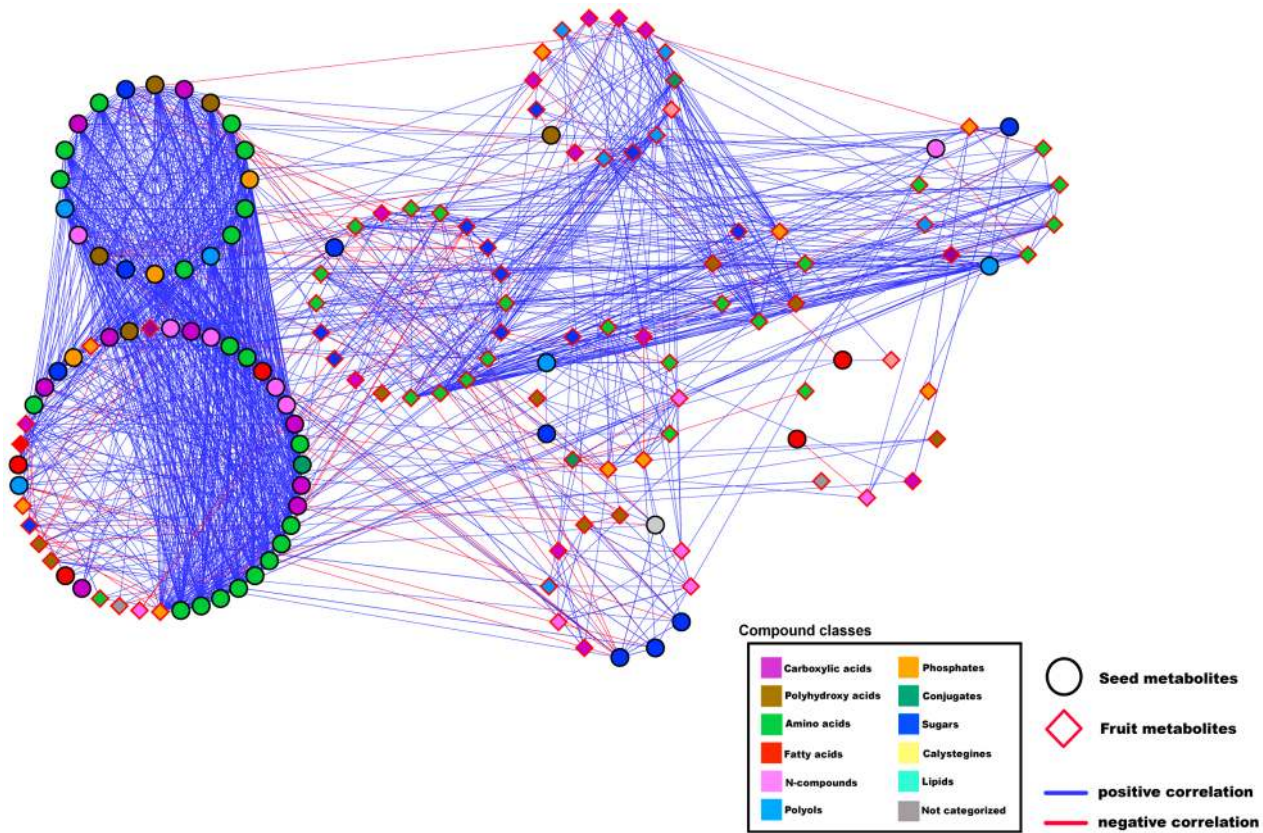 Compound classes
Carboxylic acids
Polyhydroxy acids
Amino acids
Fatty acids
N-compounds
Polyols
Phosphates
Conjugates
Sugars
Calystegines
Lipids
Not categorized
Seed metabolites
Fruit metabolites
positive correlation
negative correlation